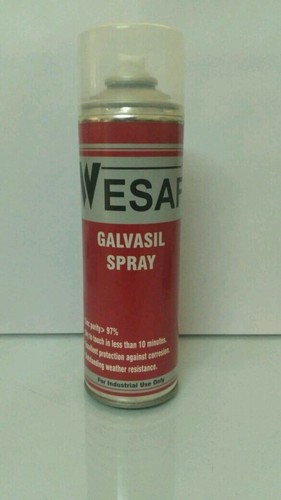 WESAF
GALVASIL
SPRAY
purity> 97%
to touch in less than 10 minutes.
protection against corrosion.
weather resistance.
For Industrial Use Only